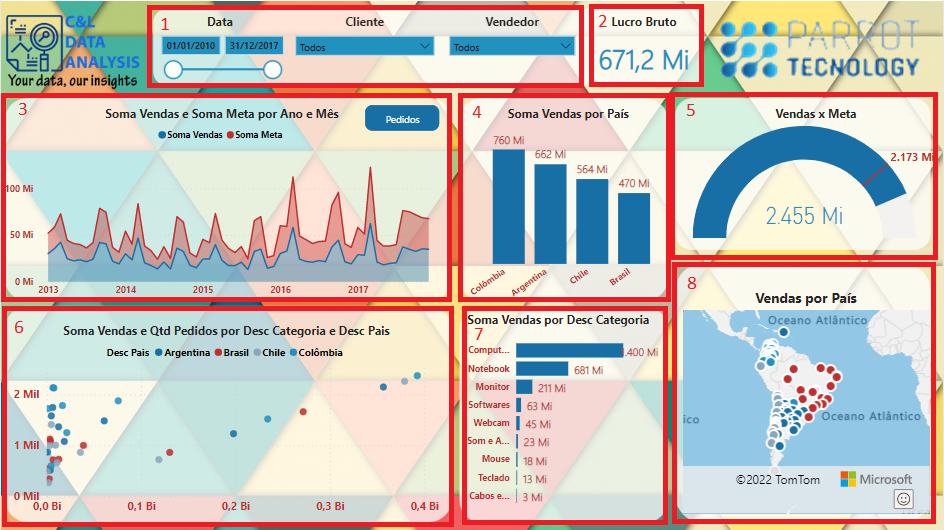 C&L
DATA
ANALYSIS
Your data, our insights
1
Data
01/01/2010
31/12/2017
Cliente
Todos
Vendedor
Todos
2
Lucro Bruto
671,2 Mi
PARROT
TECNOLOGY
3
Soma Vendas e Soma Meta por Ano e Mês
Pedidos
Soma Vendas
Soma Meta
100 Mi
50 Mi
0 Mi
2013
2014
2015
2016
2017
4
Soma Vendas por País
760 Mi
662 Mi
564 Mi
470 Mi
Colômbia
Argentina
Chile
Brasil
5
Vendas x Meta
2.173 Mi
2.455 Mi
6
Soma Vendas e Qtd Pedidos por Desc Categoria e Desc Pais
Desc Pais
Argentina
Brasil
Chile
Colômbia
2 Mil
1 Mil
0 Mil
0,0 Bi
0,1 Bi
0,2 Bi
0,3 Bi
0,4 Bi
Soma Vendas por Desc Categoria
7
Comput...
1.400 Mi
Notebook
681 Mi
Monitor
211 Mi
Softwares
63 Mi
Webcam
45 Mi
Som e A...
23 Mi
Mouse
18 Mi
Teclado
13 Mi
Cabos e...
3 Mi
8
Vendas por País
Oceano Atlântico
Oceano Atlântico
ico
©2022 TomTom
Microsoft